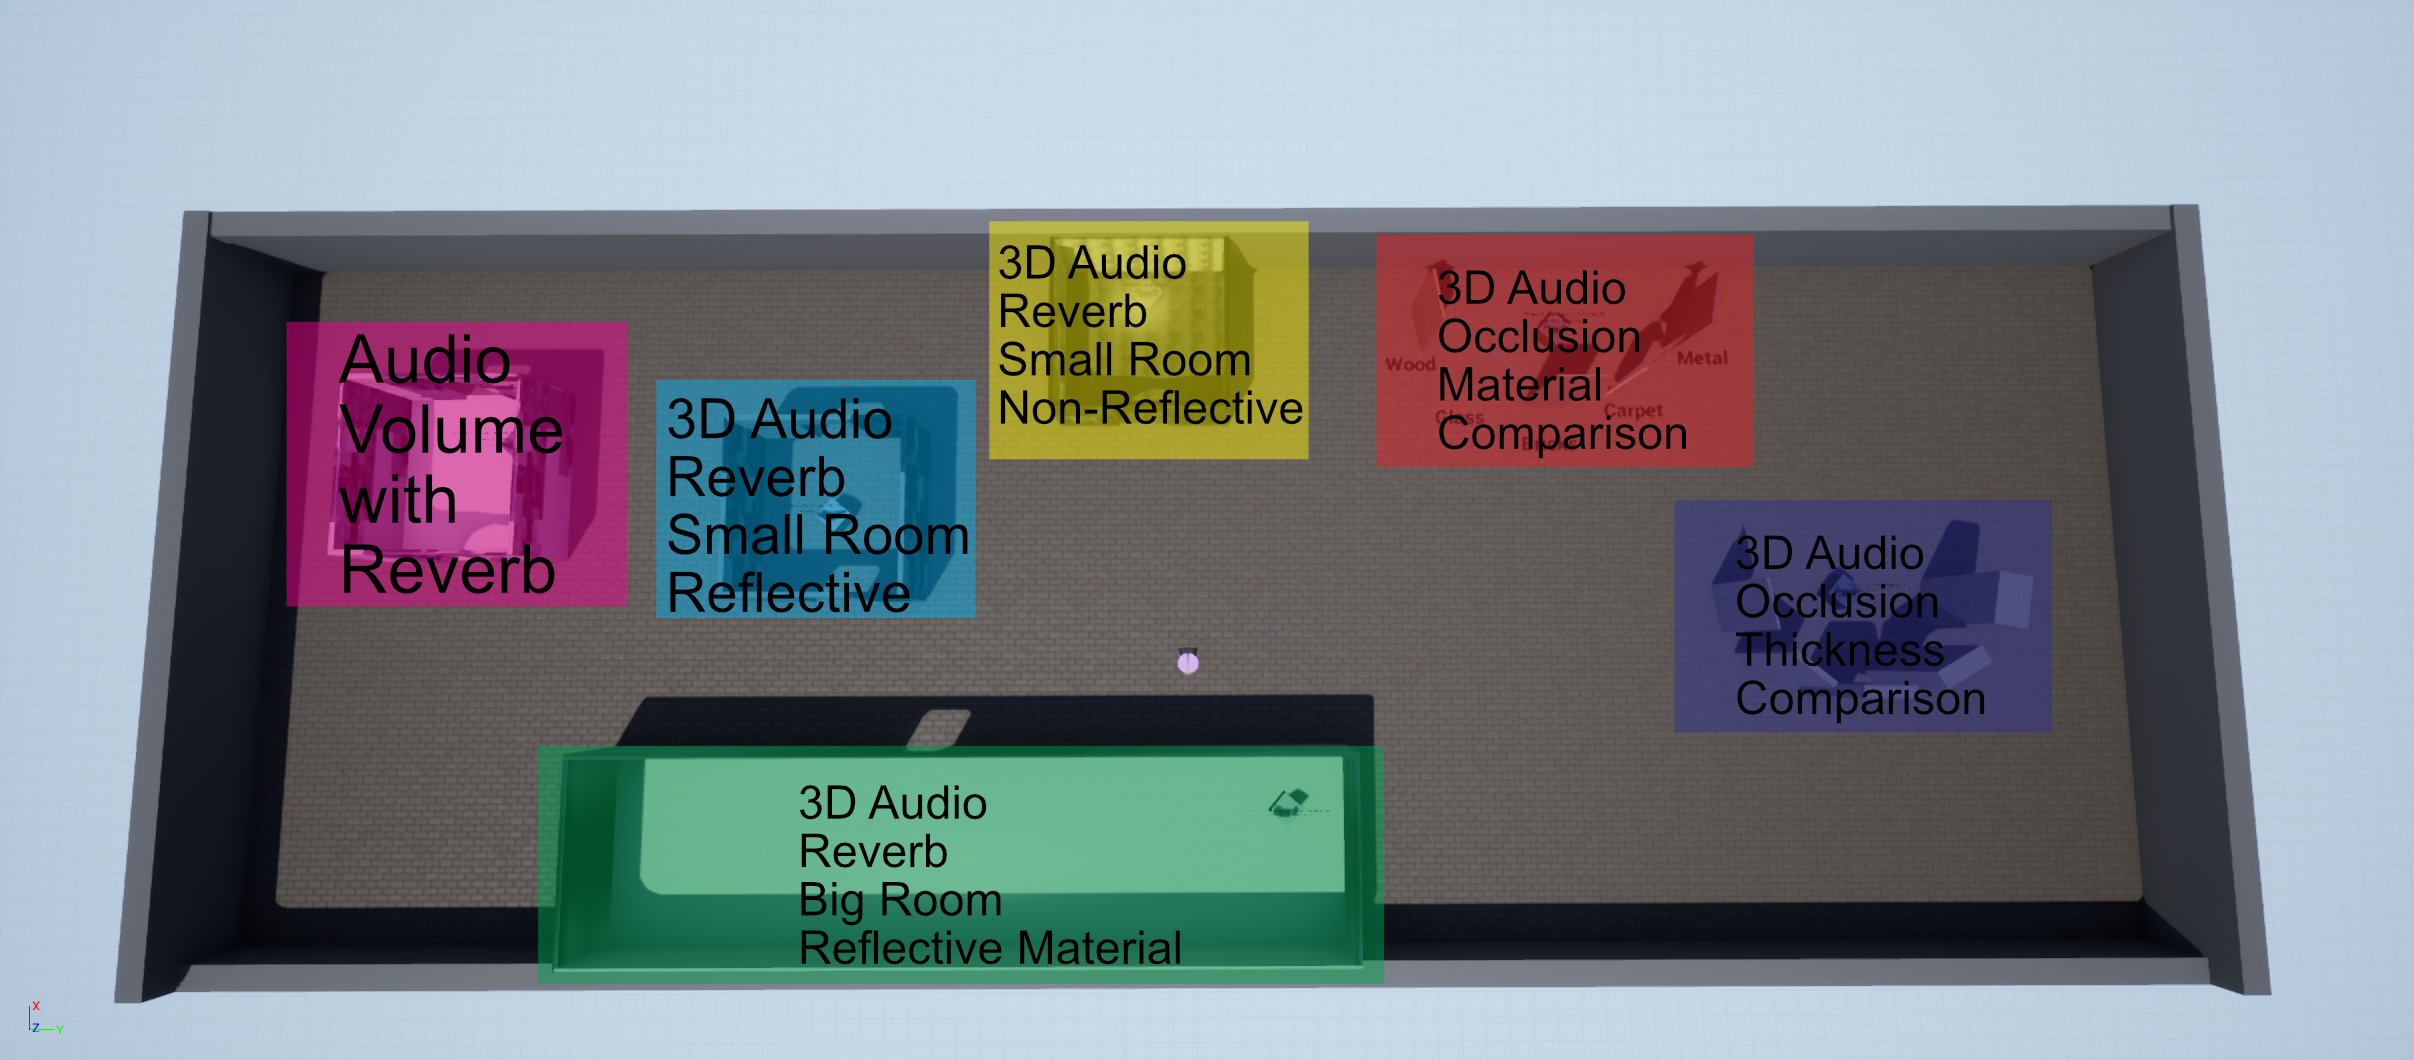 Audio
Volume
with
Reverb
3D Audio
Reverb
Small Room
Reflective
3D Audio
Reverb
Small Room
Non-Reflective
3D Audio
Occlusion
Material
Comparison
Wood
Metal
Glass
Carpet
3D Audio
Occlusion
Thickness
Comparison
3D Audio
Reverb
Big Room
Reflective Material
X
Z
Y